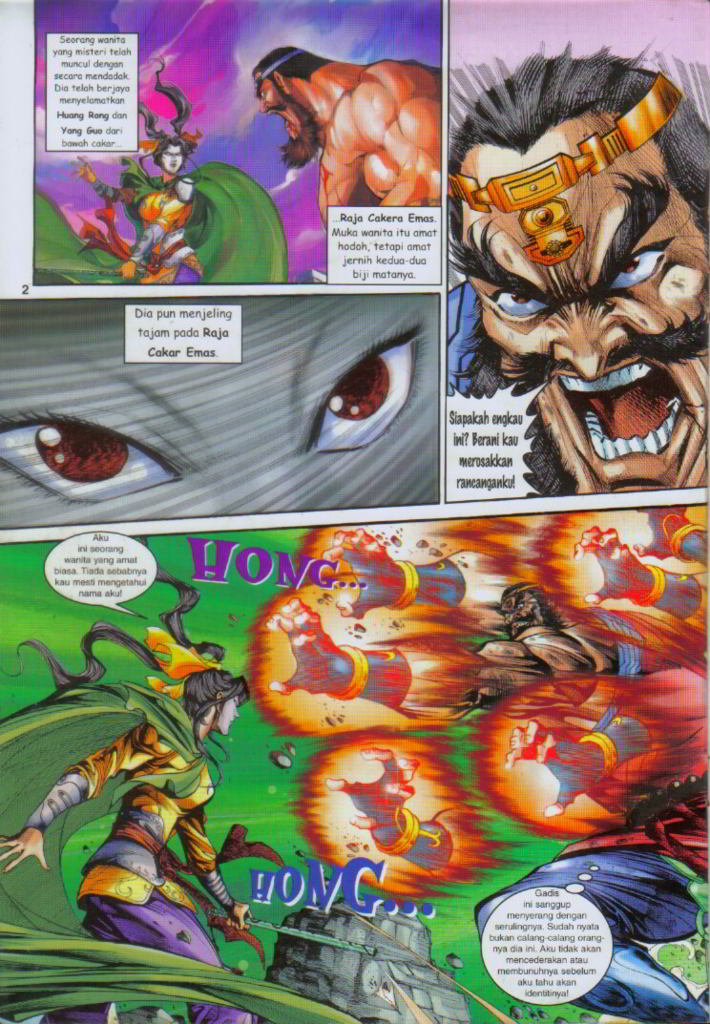 Seorang wanita
yang misteri telah
muncul dengan
secara mendadak.
Dia telah berjaya
menyelamatkan
Huang Rong dan
Yang Guo dari
bawah cakar...
...Raja Cakera Emas.
Muka wanita itu amat
hodoh, tetapi amat
jernih kedua-dua
biji matanya.
2
Dia pun menjeling
tajam pada Raja
Cakar Emas.
Siapakah engkau
ini? Berani kau
merosakkan
rancanganku!
Aku
ini seorang
wanita yang amat
biasa. Tiada sebabnya
kau mesti mengetahui
nama aku!
HONG...
HONG...
Gadis
ini sanggup
menyerang dengan
serulingnya. Sudah nyata
bukan calang-calang orang-
nya dia ini. Aku tidak akan
mencederakan atau
membunuhnya sebelum
aku tahu akan
identitinya!